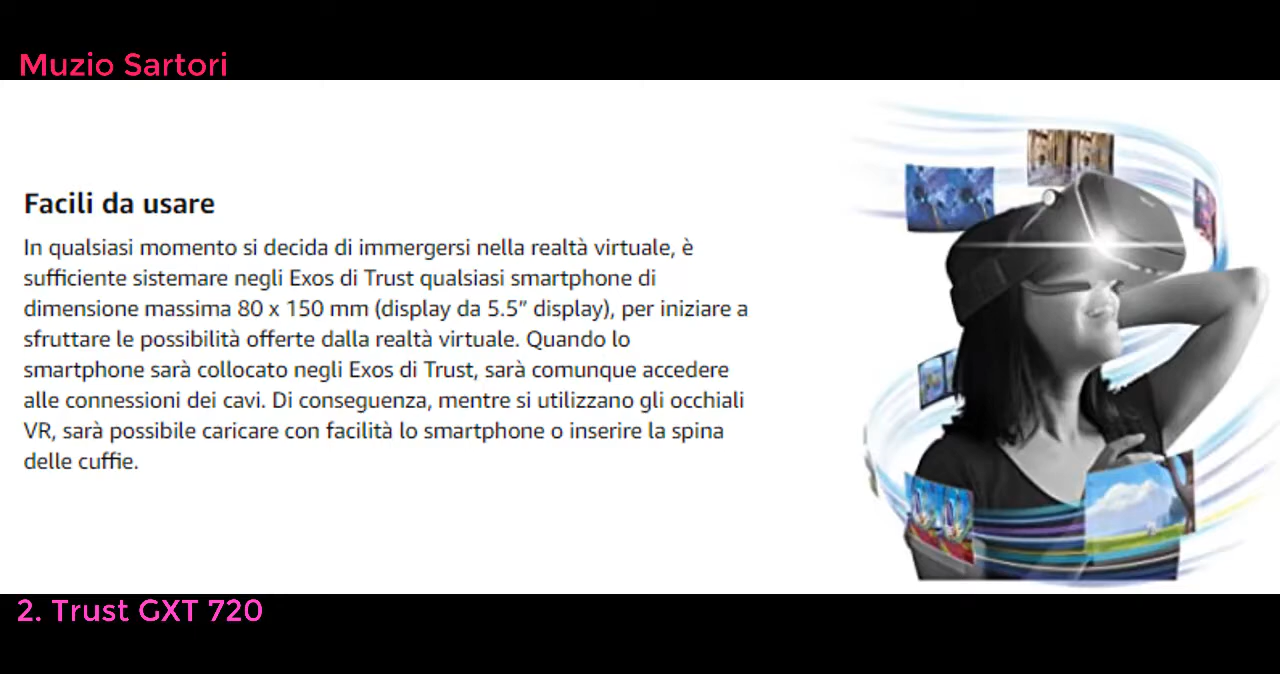 Muzio Sartori
Facili da usare
In qualsiasi momento si decida di immergersi nella realtà virtuale, è
sufficiente sistemare negli Exos di Trust qualsiasi smartphone di
dimensione massima 80 x 150 mm (display da 5.5” display), per iniziare a
sfruttare le possibilità offerte dalla realtà virtuale. Quando lo
smartphone sarà collocato negli Exos di Trust, sarà comunque accedere
alle connessioni dei cavi. Di conseguenza, mentre si utilizzano gli occhiali
VR, sarà possibile caricare con facilità lo smartphone o inserire la spina
delle cuffie.
2. Trust GXT 720